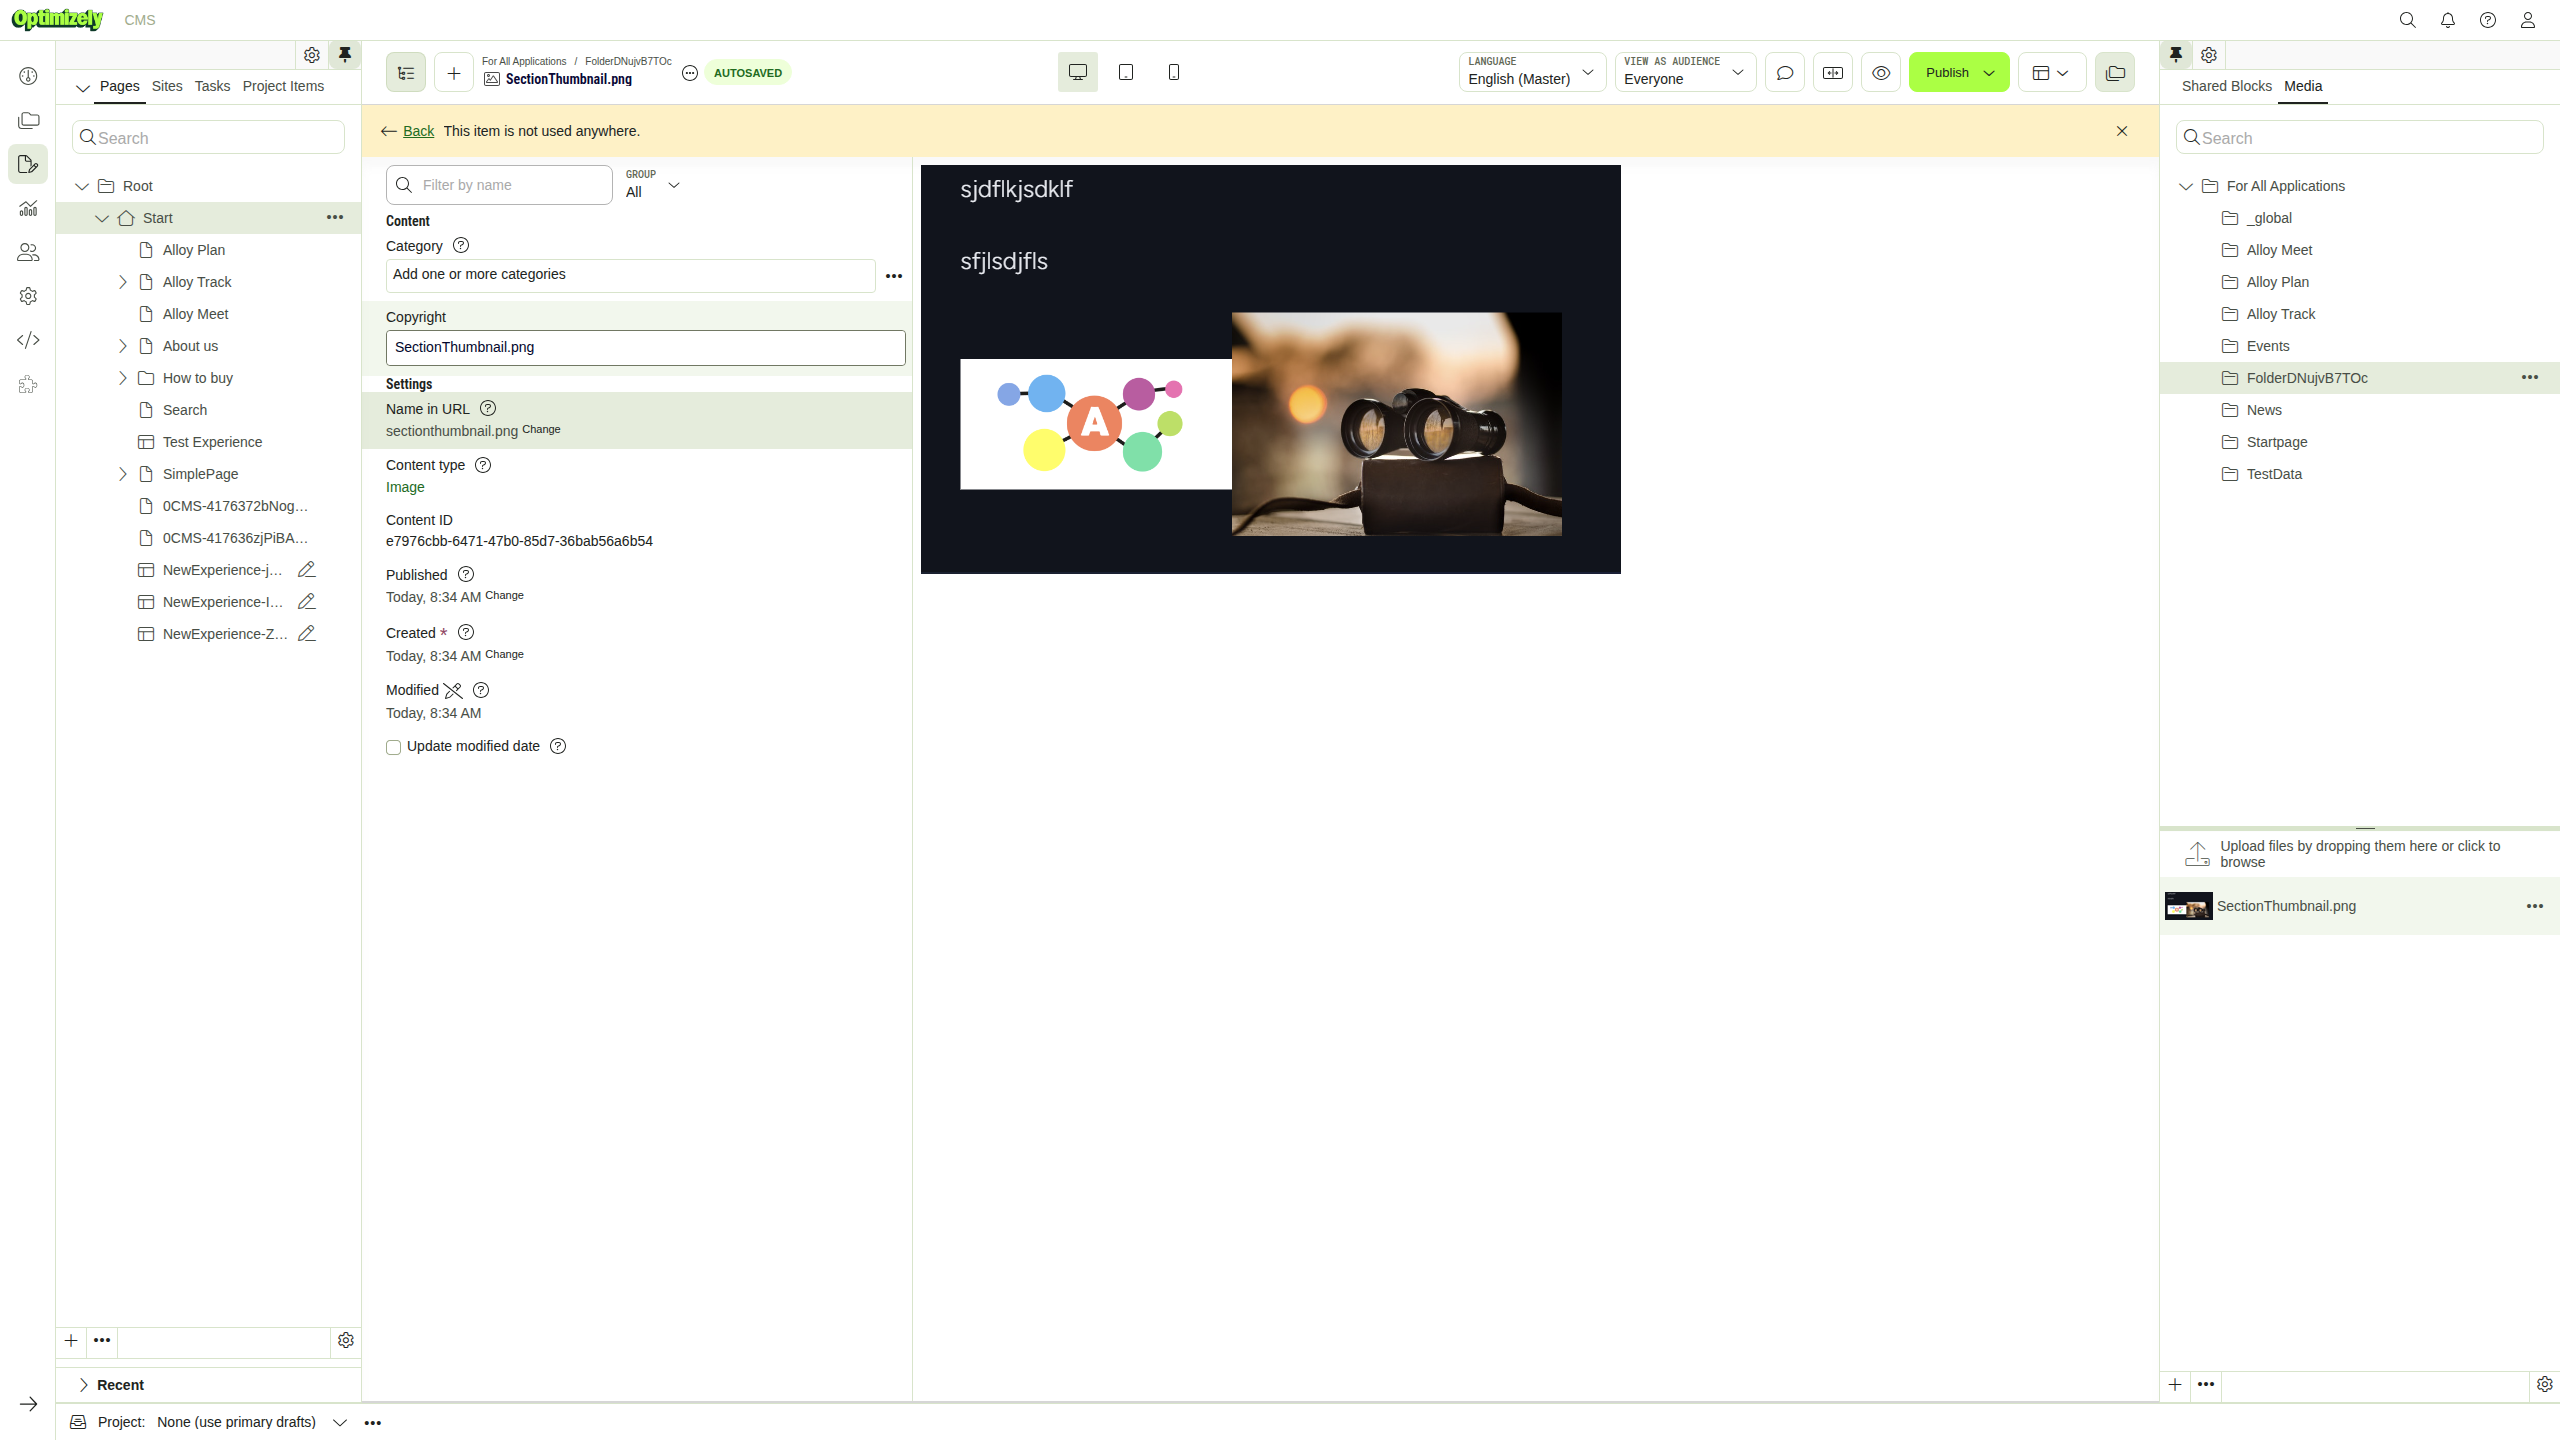 Optimizely
CMS
Pages
Sites
Tasks
Project Items
Search
Root
Start
Alloy Plan
Alloy Track
Alloy Meet
About us
How to buy
Search
Test Experience
SimplePage
0CMS-4176372bNog…
0CMS-417636zjPiBA…
NewExperience-j…
NewExperience-I…
NewExperience-Z…
Recent
Project: None (use primary drafts)
For All Applications / FolderDNujvB7TOc
SectionThumbnail.png
AUTOSAVED
LANGUAGE
English (Master)
VIEW AS AUDIENCE
Everyone
Publish
Back This item is not used anywhere.
Filter by name
GROUP
All
Content
Category
Add one or more categories
Copyright
SectionThumbnail.png
Settings
Name in URL
sectionthumbnail.png Change
Content type
Image
Content ID
e7976cbb-6471-47b0-85d7-36bab56a6b54
Published
Today, 8:34 AM Change
Created *
Today, 8:34 AM Change
Modified
Today, 8:34 AM
Update modified date
sjdflkjsdklf
sfjlsdjfls
A
Shared Blocks
Media
Search
For All Applications
_global
Alloy Meet
Alloy Plan
Alloy Track
Events
FolderDNujvB7TOc
News
Startpage
TestData
Upload files by dropping them here or click to
browse
SectionThumbnail.png